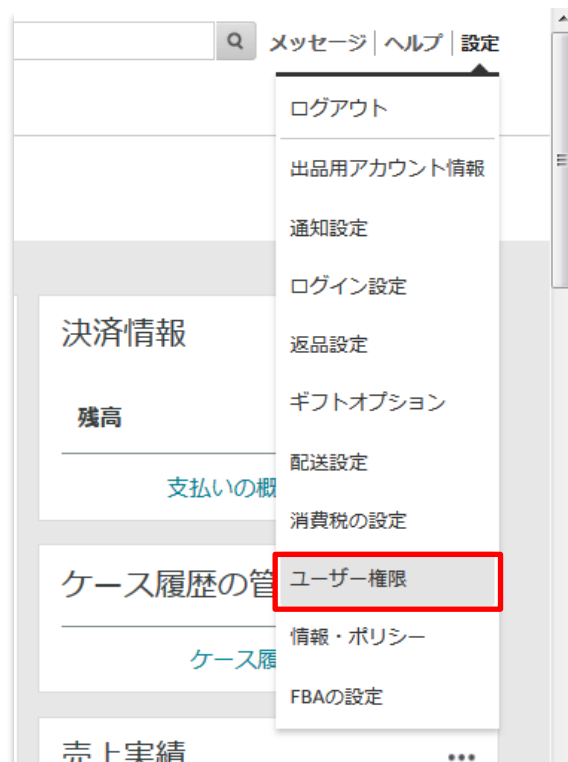 メッセージ｜ヘルプ｜設定
ログアウト
出品用アカウント情報
通知設定
ログイン設定
返品設定
ギフトオプション
配送設定
消費税の設定
ユーザー権限
情報・ポリシー
FBAの設定
決済情報
残高
支払いの概
ケース履歴の管
ケース履
売上実績